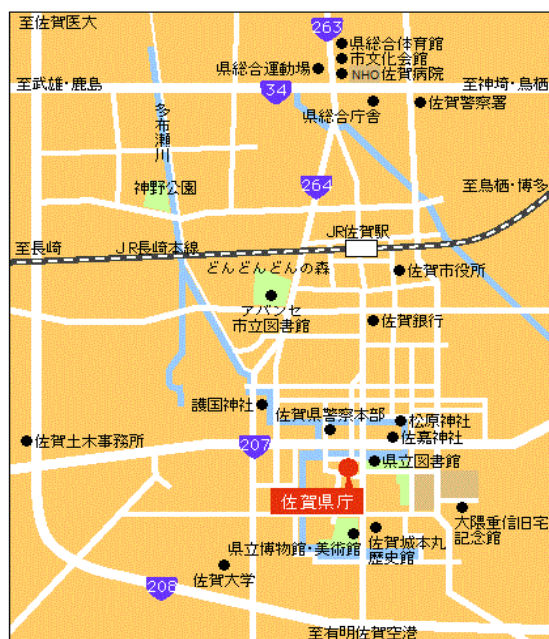 至佐賀医大
263
県総合体育館
市文化会館
県総合運動場
NHO佐賀病院
至武雄・鹿島
34
至神埼・鳥栖
県総合庁舎
佐賀警察署
多布瀬川
神野公園
264
至鳥栖・博多
JR佐賀駅
至長崎
JR長崎本線
どんどんどんの森
佐賀市役所
アバンセ
市立図書館
佐賀銀行
護国神社
佐賀県警察本部
松原神社
佐嘉神社
佐賀土木事務所
207
県立図書館
佐賀県庁
大隈重信旧宅
記念館
県立博物館・美術館
佐賀城本丸
歴史館
佐賀大学
208
至有明佐賀空港